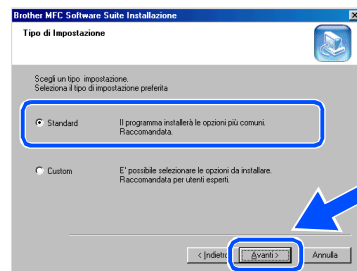 Brother MFC Software Suite Installazione
Tipo di Impostazione
Scegli un tipo impostazione.
Seleziona il tipo di impostazione preferita
Standard
Il programma installerà le opzioni più comuni.
Raccomandata.
Custom
E' possibile selezionare le opzioni da installare.
Raccomandata per utenti esperti.
< Indietro
Avanti >
Annulla